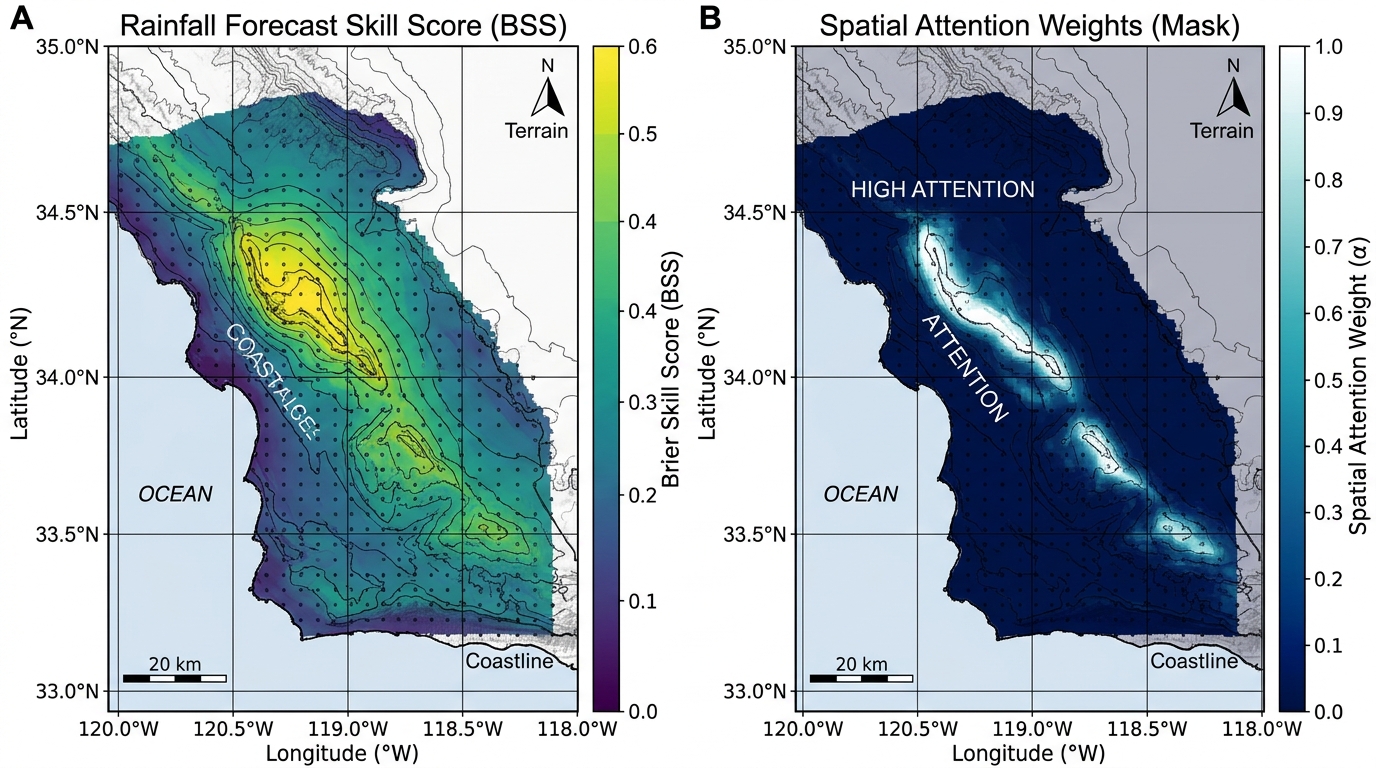 A
Rainfall Forecast Skill Score (BSS)
35.0°N
34.5°N
34.0°N
33.5°N
33.0°N
Latitude (°N)
N
Terrain
OCEAN
20 km
Coastline
120.0°W
120.5°W
119.0°W
118.5°W
118.0°W
Longitude (°W)
0.6
0.5
0.4
0.4
0.3
0.2
0.1
0.0
Brier Skill Score (BSS)
B
Spatial Attention Weights (Mask)
35.0°N
34.5°N
34.0°N
33.5°N
33.0°N
Latitude (°N)
N
Terrain
HIGH ATTENTION
ATTENTION
OCEAN
20 km
Coastline
120.0°W
120.5°W
119.0°W
118.5°W
118.0°W
Longitude (°W)
1.0
0.9
0.8
0.7
0.6
0.5
0.4
0.3
0.2
0.1
0.0
Spatial Attention Weight (α)